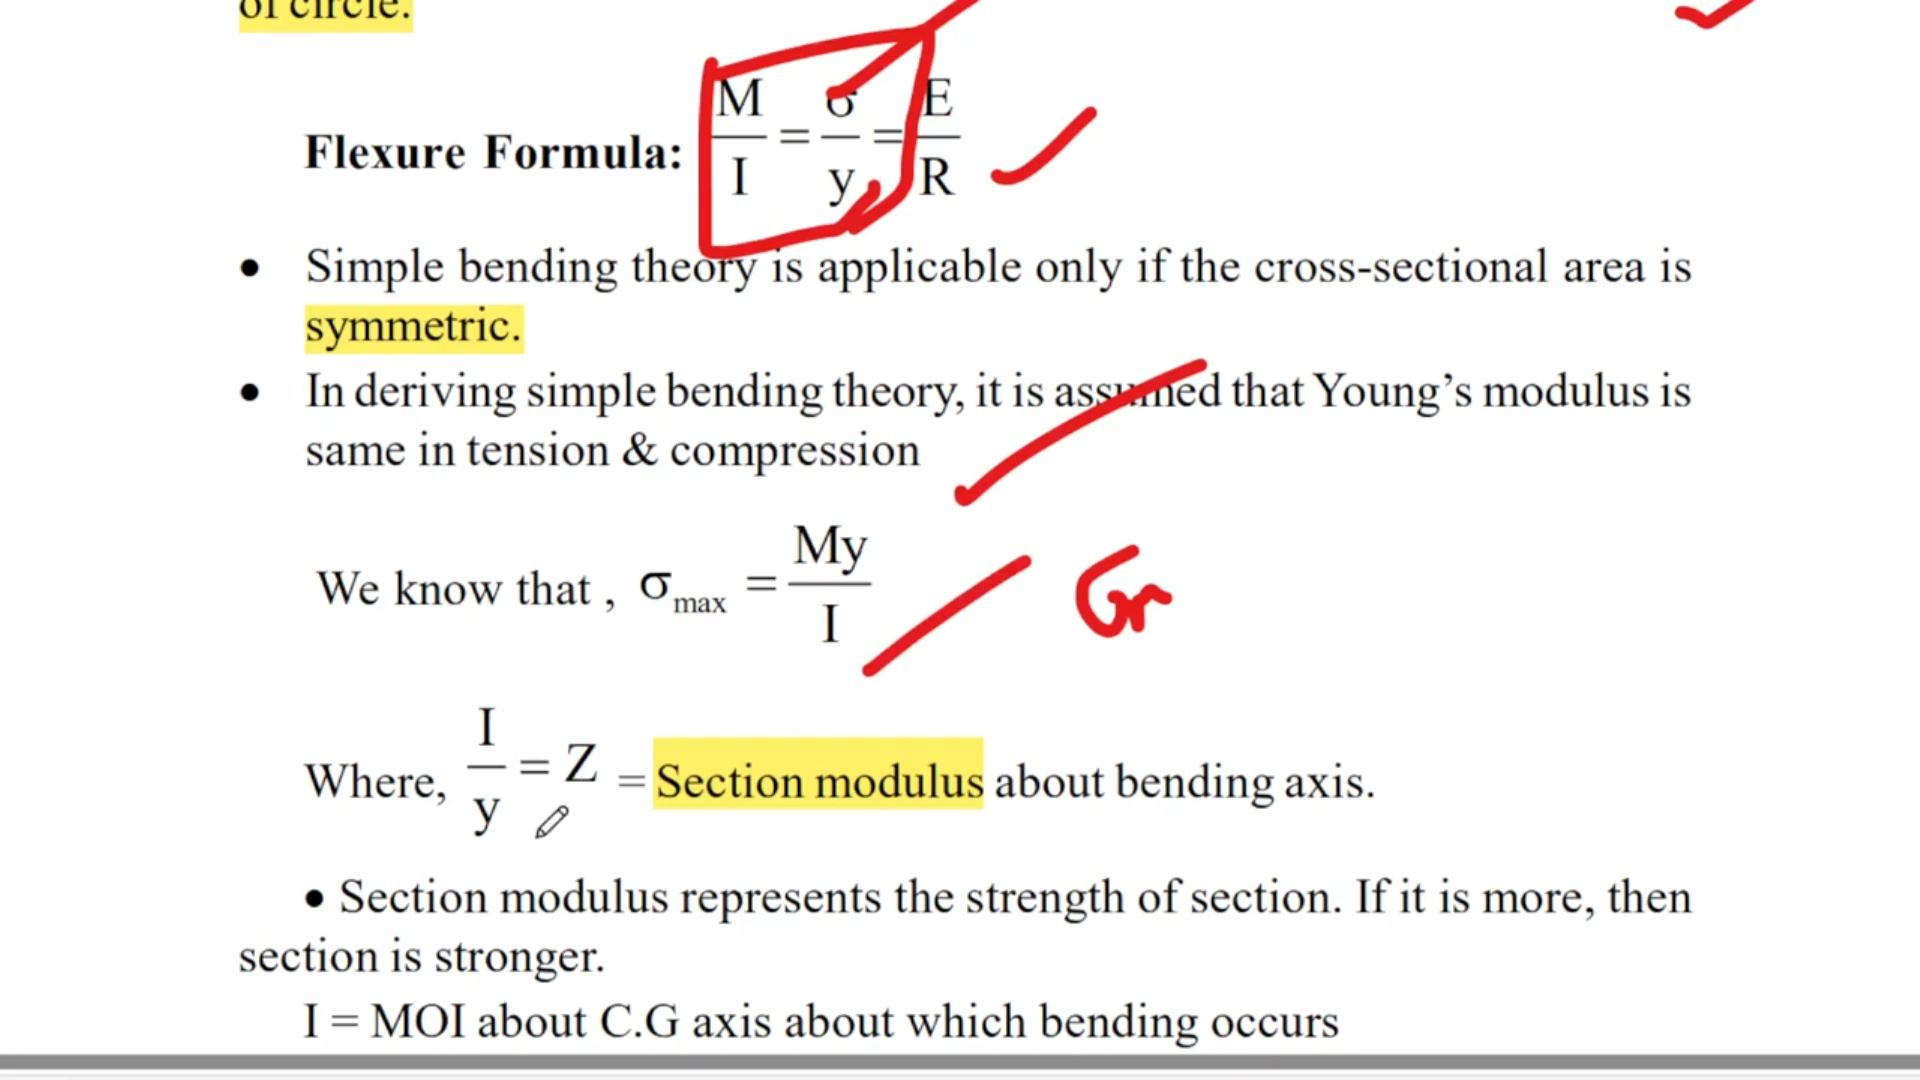 of circle.
Flexure Formula: M/I = σ/y = E/R
• Simple bending theory is applicable only if the cross-sectional area is
symmetric.
• In deriving simple bending theory, it is assumed that Young’s modulus is
same in tension & compression
We know that , σmax = My/I
Where, I/y = Z = Section modulus about bending axis.
• Section modulus represents the strength of section. If it is more, then
section is stronger.
I = MOI about C.G axis about which bending occurs